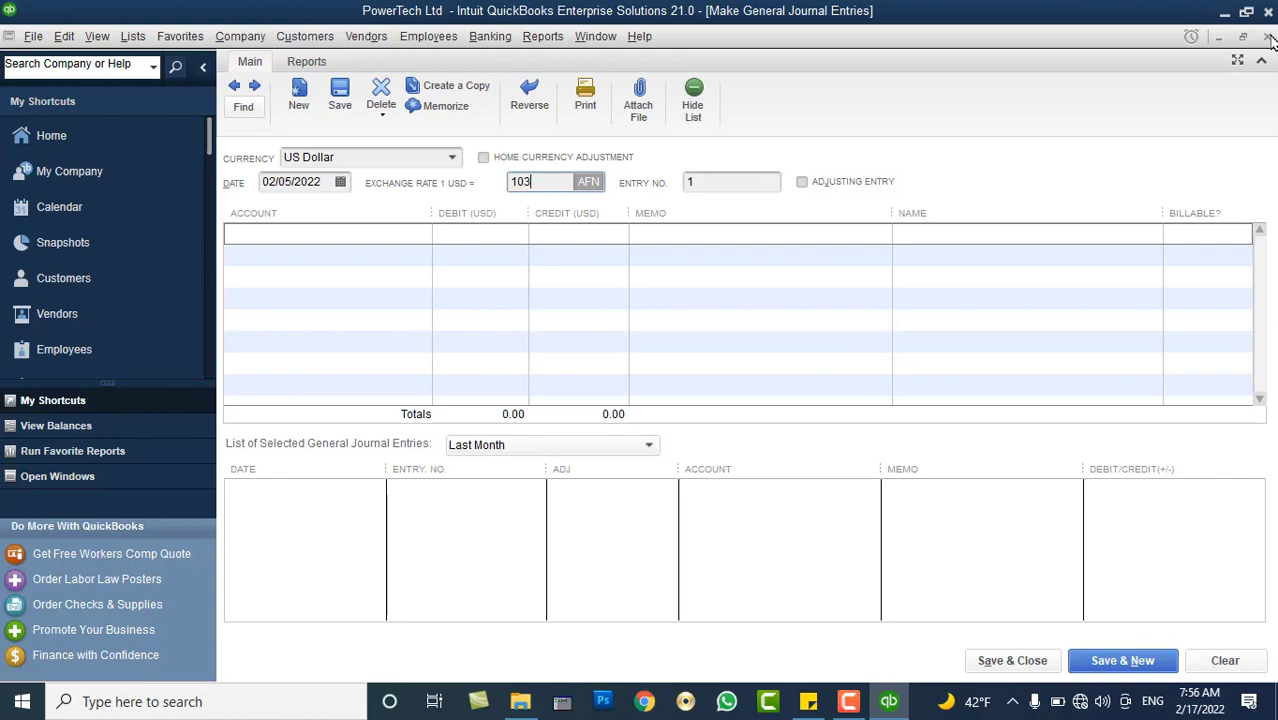 PowerTech Ltd - Intuit QuickBooks Enterprise Solutions 21.0 - [Make General Journal Entries]
File Edit View Lists Favorites Company Customers Vendors Employees Banking Reports Window Help
Search Company or Help
Main Reports
My Shortcuts
Home
My Company
Calendar
Snapshots
Customers
Vendors
Employees
My Shortcuts
View Balances
Run Favorite Reports
Open Windows
Do More With QuickBooks
Get Free Workers Comp Quote
Order Labor Law Posters
Order Checks & Supplies
Promote Your Business
Finance with Confidence
Find
New
Save
Delete
Create a Copy
Memorize
Reverse
Print
Attach
File
Hide
List
CURRENCY US Dollar HOME CURRENCY ADJUSTMENT
DATE 02/05/2022 EXCHANGE RATE 1 USD = 103 AFN ENTRY NO. 1 ADJUSTING ENTRY
ACCOUNT DEBIT (USD) CREDIT (USD) MEMO NAME BILLABLE?
Totals 0.00 0.00
List of Selected General Journal Entries: Last Month
DATE ENTRY. NO. ADJ ACCOUNT MEMO DEBIT/CREDIT(+/-)
Save & Close Save & New Clear
Type here to search
42°F
ENG
7:56 AM
2/17/2022